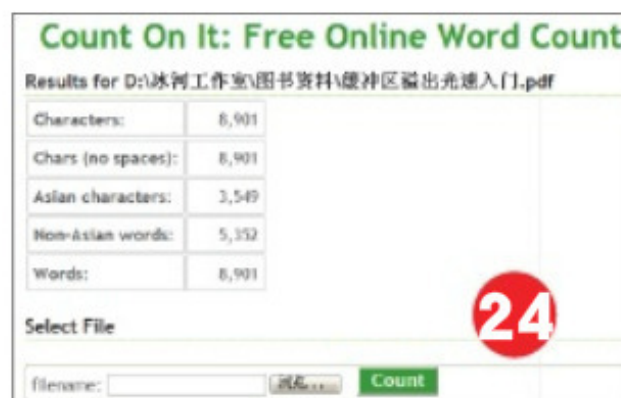 Count On It: Free Online Word Count
Results for D:\冰河工作室\图书资料\缓冲区溢出光速入门.pdf
Characters: 8,901
Chars (no spaces): 8,901
Asian characters: 3,549
Non-Asian words: 5,352
Words: 8,901
24
Select File
filename: 浏览... Count